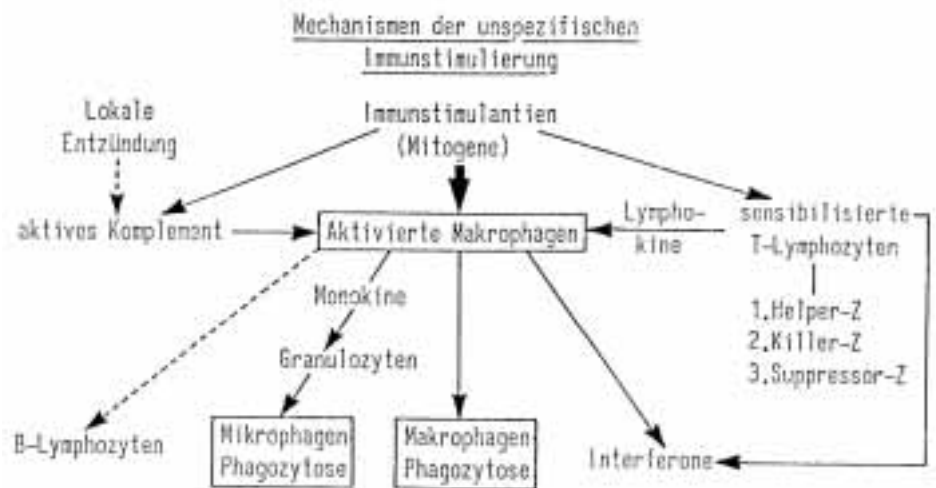 Mechanismen der unspezifischen
Immunstimulierung
Lokale
Entzündung
Immunstimulantien
(Mitogene)
aktives Komplement
Aktivierte Makrophagen
Lympho-
kine
sensibilisierte
T-Lymphozyten
1.Helper-Z
2.Killer-Z
3.Suppressor-Z
Monokine
Granulozyten
B-Lymphozyten
Mikrophagen
Phagozytose
Makrophagen
Phagozytose
Interferone